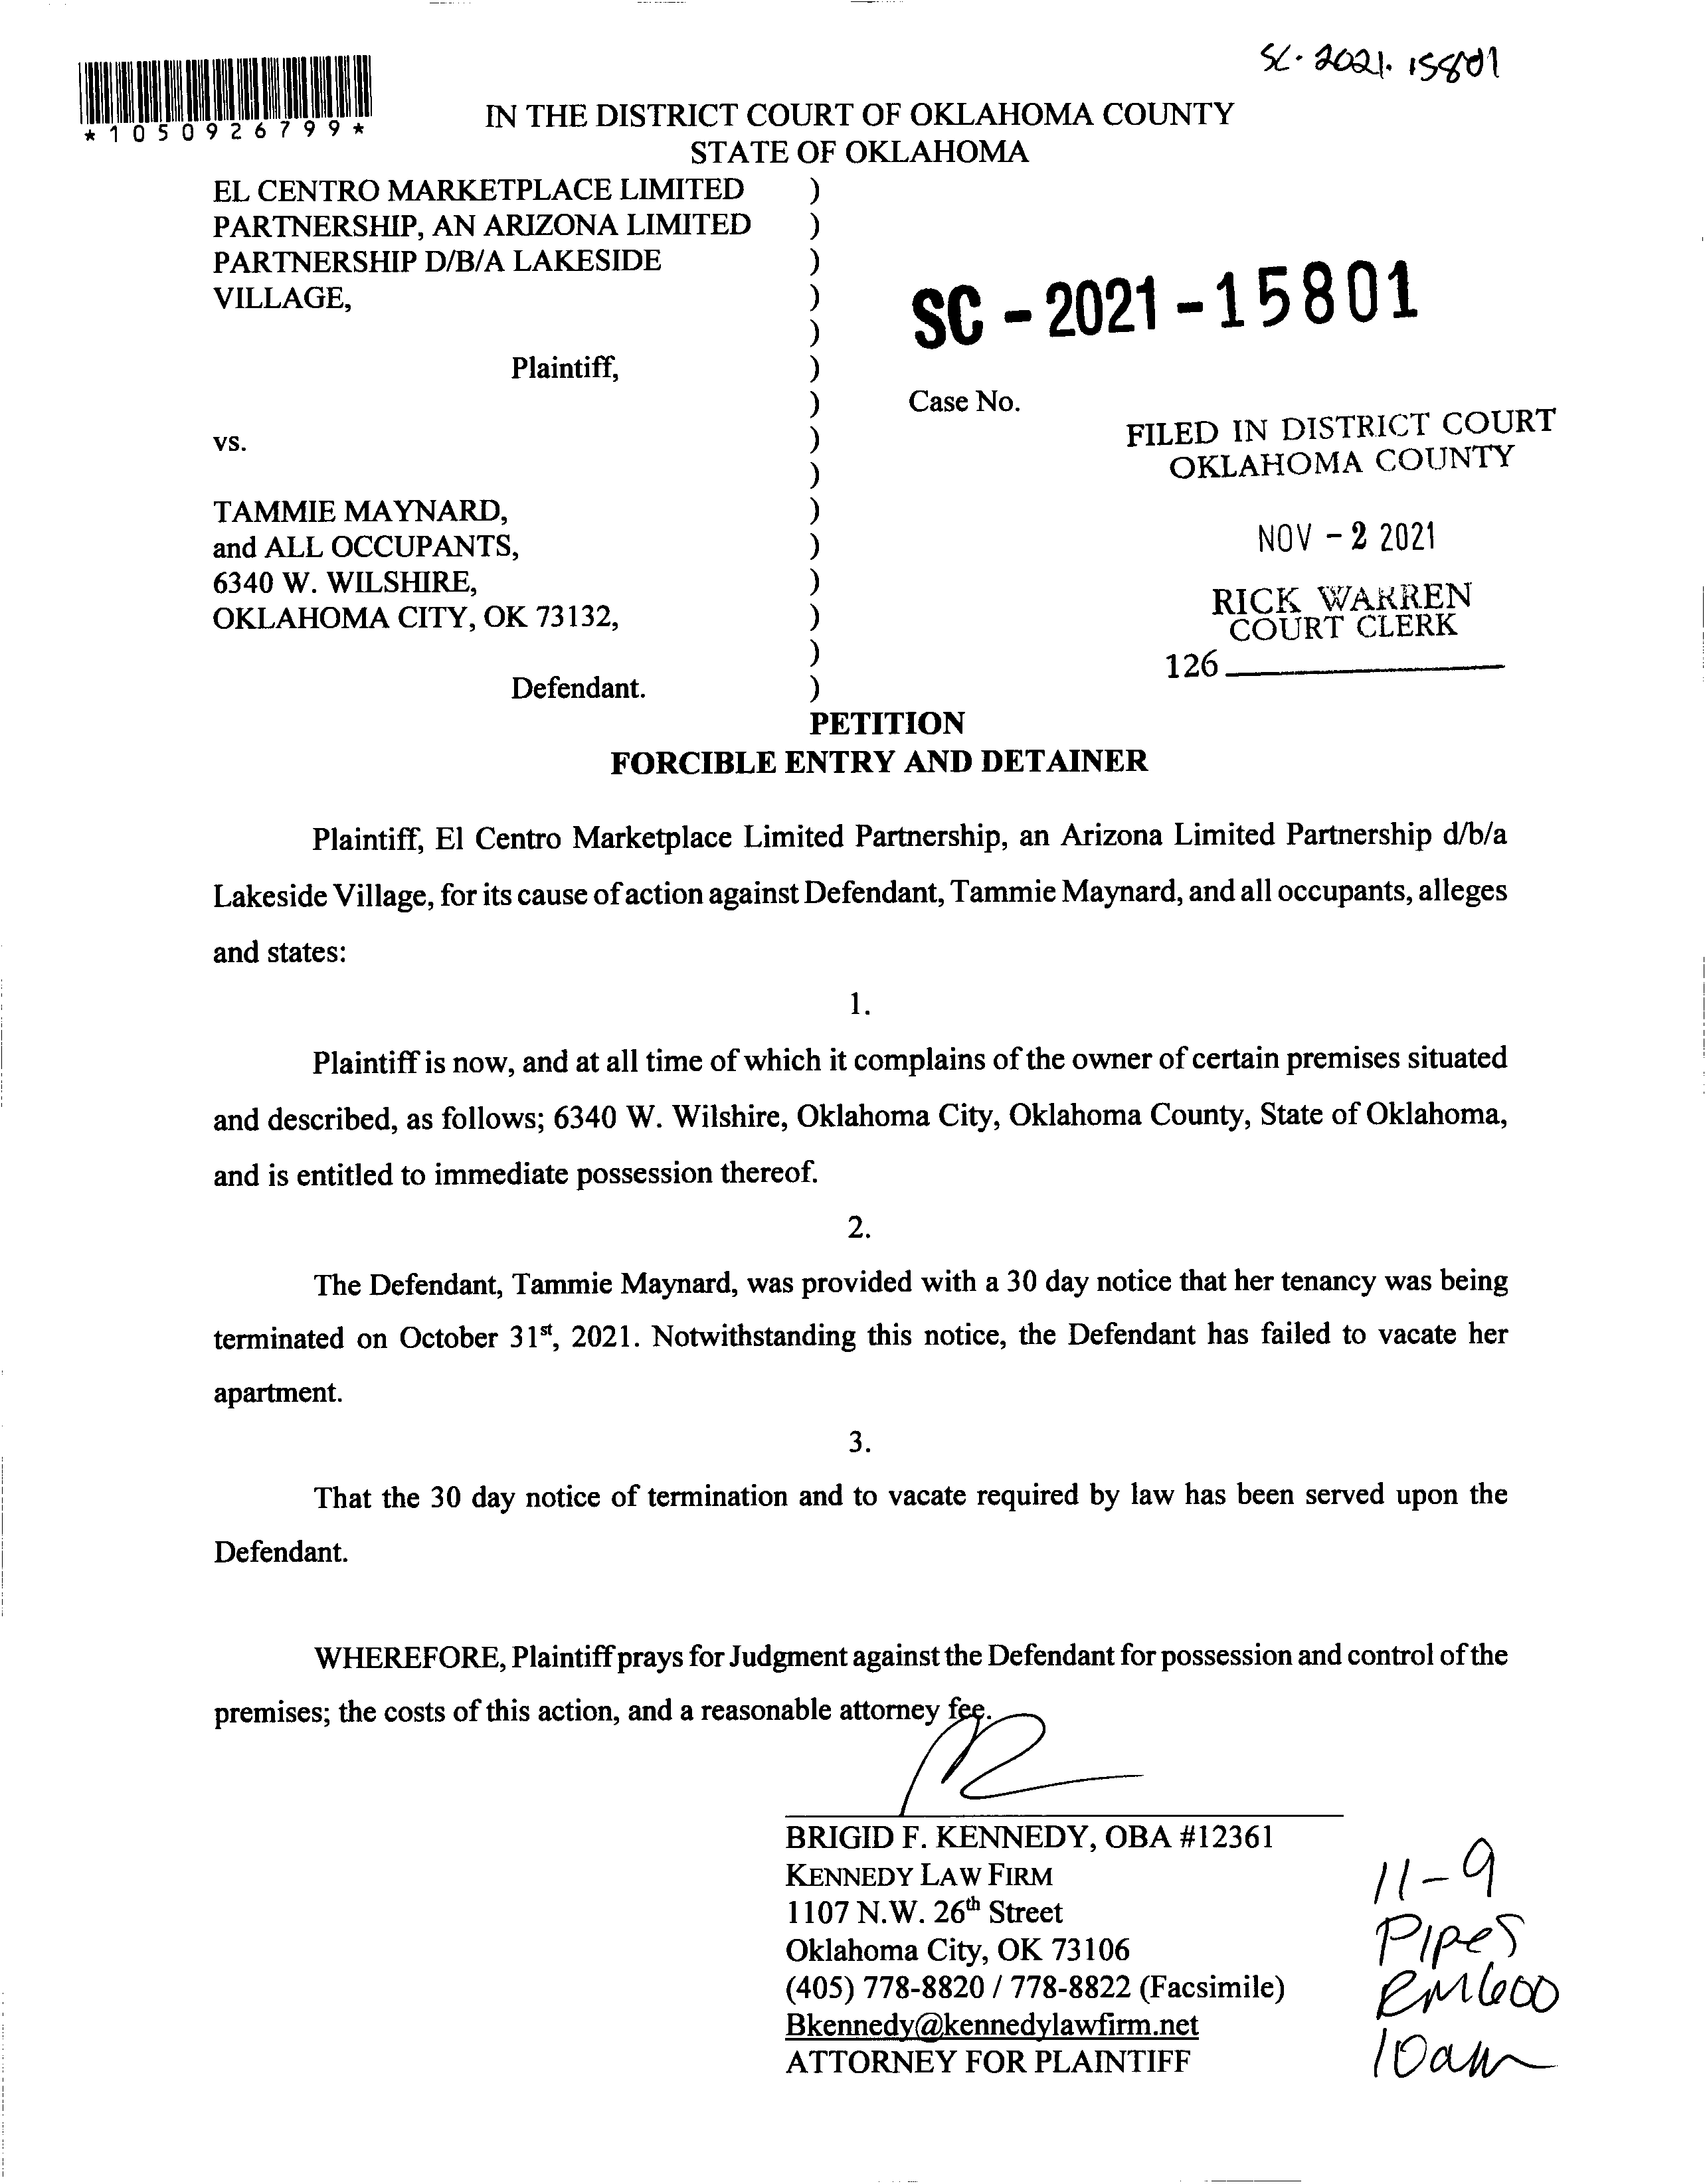 SC. 2021. 15801
*1050926799*
IN THE DISTRICT COURT OF OKLAHOMA COUNTY
STATE OF OKLAHOMA
EL CENTRO MARKETPLACE LIMITED )
PARTNERSHIP, AN ARIZONA LIMITED )
PARTNERSHIP D/B/A LAKESIDE )
VILLAGE, )
)
Plaintiff, )
)
vs. )
)
TAMMIE MAYNARD, )
and ALL OCCUPANTS, )
6340 W. WILSHIRE, )
OKLAHOMA CITY, OK 73132, )
)
Defendant. )
SC - 2021 - 15801
Case No.
FILED IN DISTRICT COURT
OKLAHOMA COUNTY
NOV - 2 2021
RICK WARREN
COURT CLERK
126
PETITION
FORCIBLE ENTRY AND DETAINER
Plaintiff, El Centro Marketplace Limited Partnership, an Arizona Limited Partnership d/b/a
Lakeside Village, for its cause of action against Defendant, Tammie Maynard, and all occupants, alleges
and states:
1.
Plaintiff is now, and at all time of which it complains of the owner of certain premises situated
and described, as follows; 6340 W. Wilshire, Oklahoma City, Oklahoma County, State of Oklahoma,
and is entitled to immediate possession thereof.
2.
The Defendant, Tammie Maynard, was provided with a 30 day notice that her tenancy was being
terminated on October 31st, 2021. Notwithstanding this notice, the Defendant has failed to vacate her
apartment.
3.
That the 30 day notice of termination and to vacate required by law has been served upon the
Defendant.
WHEREFORE, Plaintiff prays for Judgment against the Defendant for possession and control of the
premises; the costs of this action, and a reasonable attorney fee.
BRIGID F. KENNEDY, OBA #12361
KENNEDY LAW FIRM
1107 N.W. 26th Street
Oklahoma City, OK 73106
(405) 778-8820 / 778-8822 (Facsimile)
Bkennedy@kennedylawfirm.net
ATTORNEY FOR PLAINTIFF
11-9
Pipes
RM600
10am